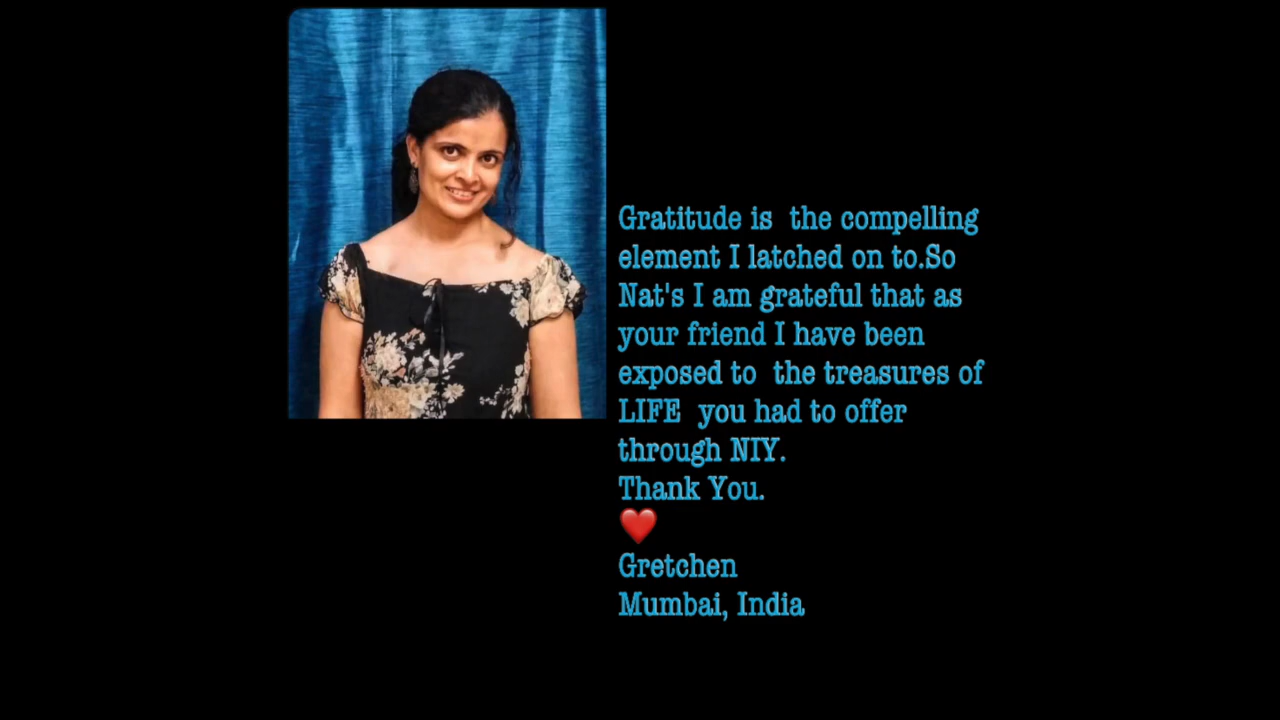 Gratitude is  the compelling
element I latched on to.So
Nat's I am grateful that as
your friend I have been
exposed to  the treasures of
LIFE  you had to offer
through NIY.
Thank You.
❤️
Gretchen
Mumbai, India